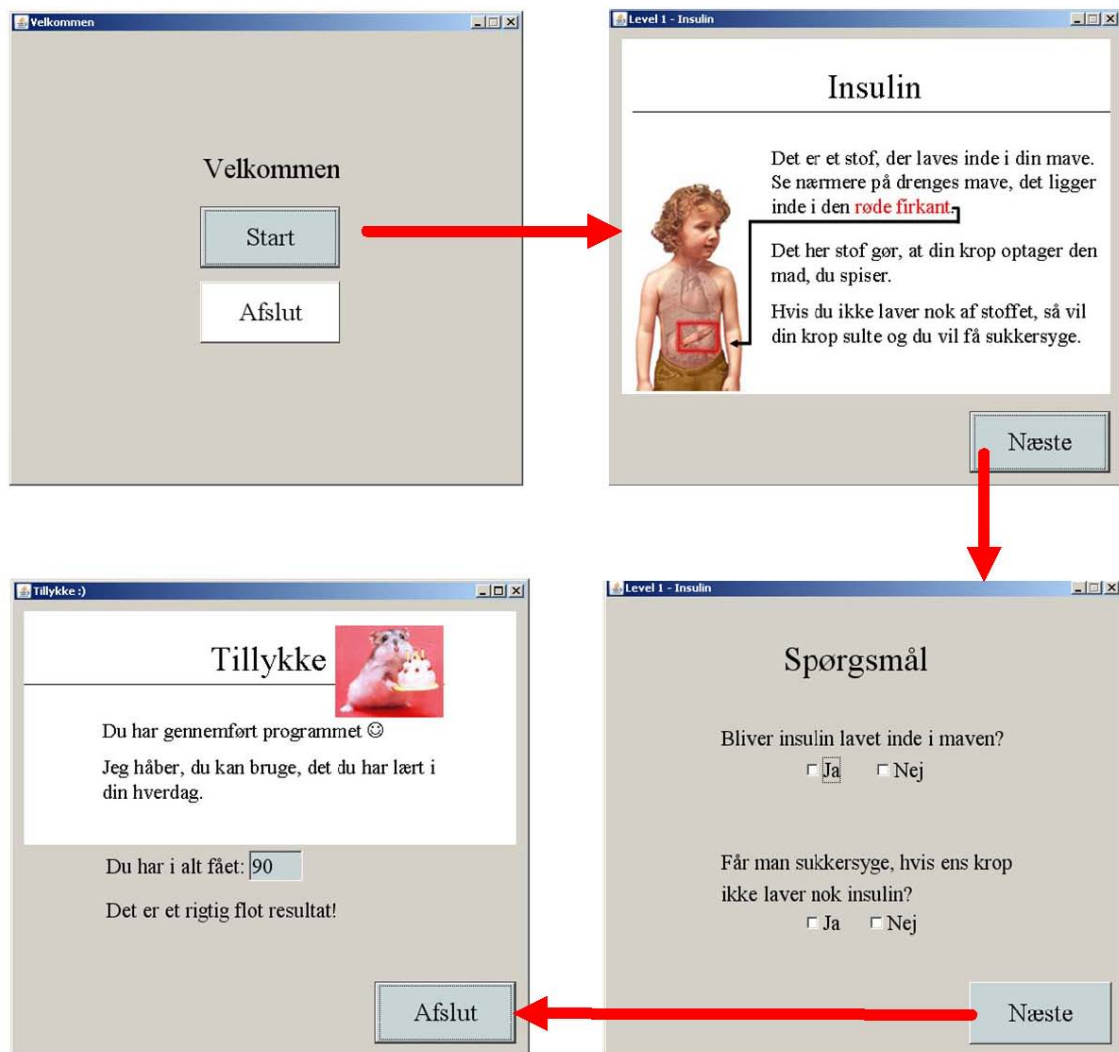 Velkommen
Velkommen
Start
Afslut
Level 1 - Insulin
Insulin
Det er et stof, der laves inde i din mave.
Se nærmere på drenges mave, det ligger
inde i den røde firkant.
Det her stof gør, at din krop optager den
mad, du spiser.
Hvis du ikke laver nok af stoffet, så vil
din krop sulte og du vil få sukkersyge.
Næste
Level 1 - Insulin
Spørgsmål
Bliver insulin lavet inde i maven?
Ja Nej
Får man sukkersyge, hvis ens krop
ikke laver nok insulin?
Ja Nej
Næste
Tillykke :)
Tillykke
Du har gennemført programmet ☺
Jeg håber, du kan bruge, det du har lært i
din hverdag.
Du har i alt fået: 90
Det er et rigtig flot resultat!
Afslut